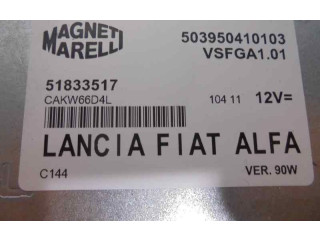 MAGNETI MARELLI
503950410103
VSFGA1.01
51833517
CAKW66D4L
104 11 12V=
LANCIA FIAT ALFA
C144 VER. 90W